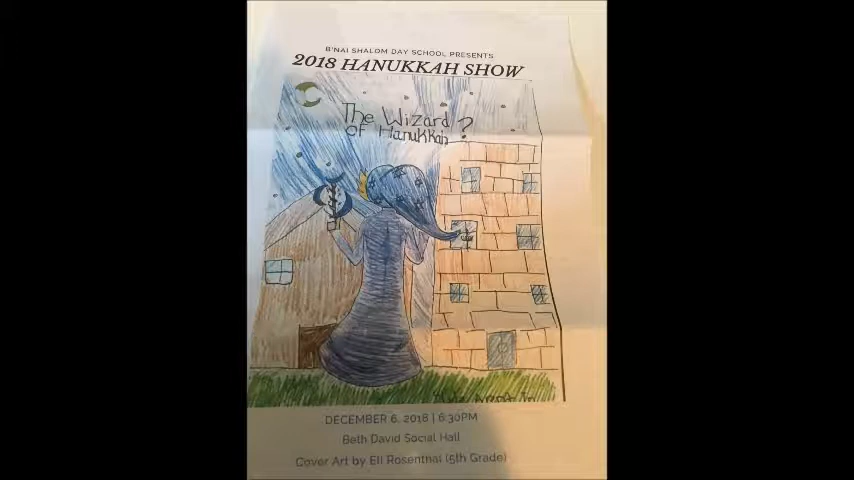 B'NAI SHALOM DAY SCHOOL PRESENTS
2018 HANUKKAH SHOW
The Wizard
of Hanukkah ?
DECEMBER 6, 2018 | 6:30PM
Beth David Social Hall
Cover Art by Eli Rosenthal (5th Grade)